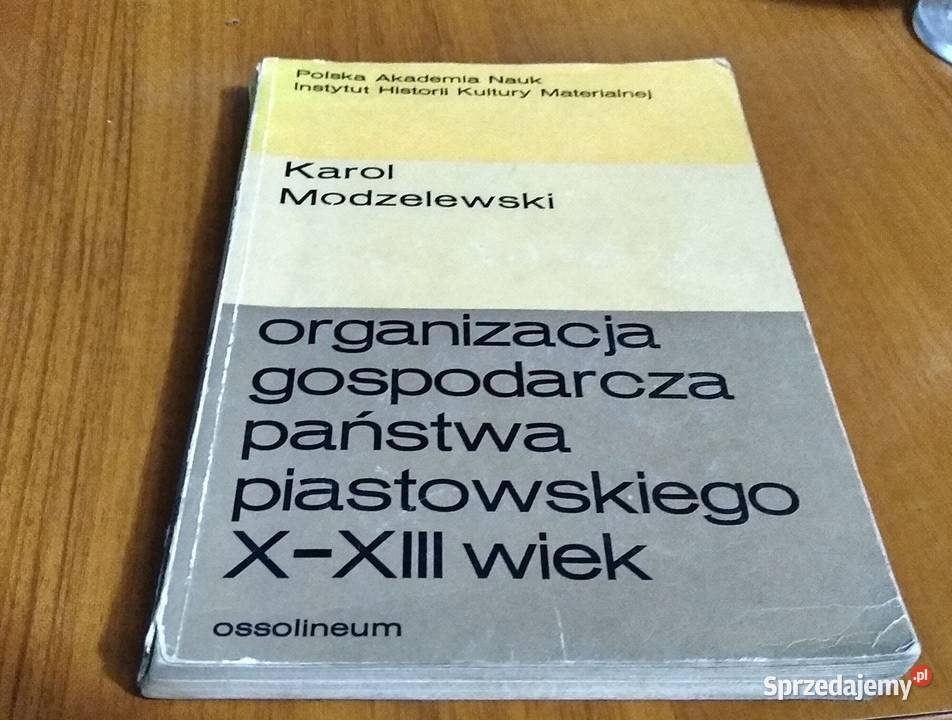 Polska Akademia Nauk
Instytut Historii Kultury Materialnej
Karol
Modzelewski
organizacja
gospodarcza
państwa
piastowskiego
X-XIII wiek
ossolineum
Sprzedajemy.pl